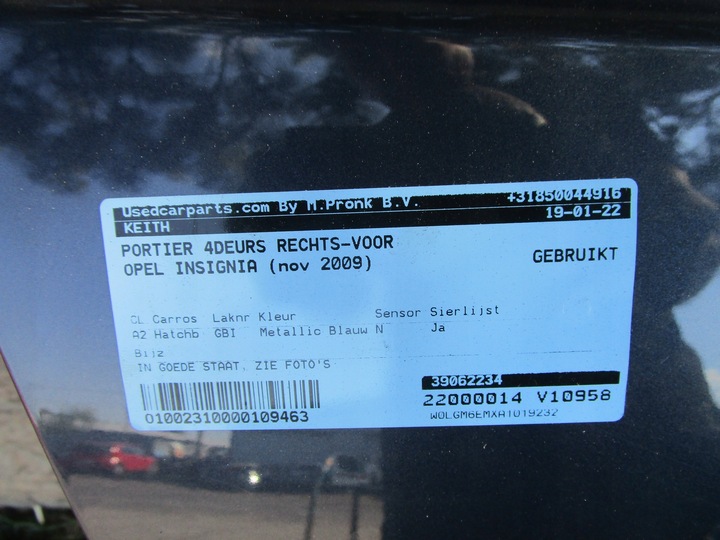 Usedcarparts.com By M.Pronk B.V. +31850044916
KEITH 19-01-22
PORTIER 4DEURS RECHTS-VOOR
OPEL INSIGNIA (nov 2009) GEBRUIKT
CL Carros Laknr Kleur Sensor Sierlijst
A2 Hatchb GBI Metallic Blauw N Ja
Bijz
IN GOEDE STAAT. ZIE FOTO'S
39062234
01002310000109463 22000014 V10958
W0LGM6EMXA1019232